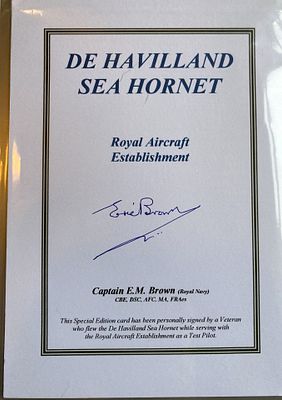 DE HAVILLAND
SEA HORNET
Royal Aircraft
Establishment
Eric Brown
Captain E.M. Brown (Royal Navy)
CBE, DSC, AFC, MA, FRAes
This Special Edition card has been personally signed by a Veteran
who flew the De Havilland Sea Hornet while serving with
the Royal Aircraft Establishment as a Test Pilot.